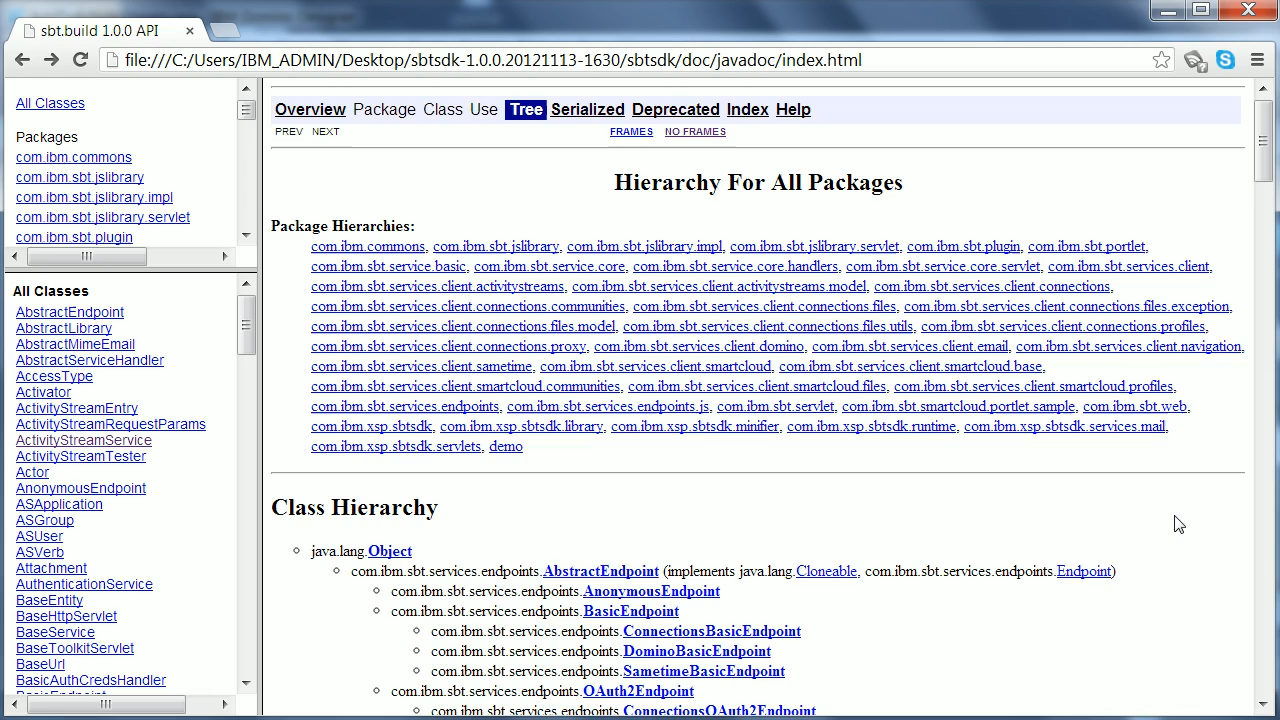 sbt.build 1.0.0 API
file:///C:/Users/IBM_ADMIN/Desktop/sbtsdk-1.0.0.20121113-1630/sbtsdk/doc/javadoc/index.html
All Classes
Packages
com.ibm.commons
com.ibm.sbt.jslibrary
com.ibm.sbt.jslibrary.impl
com.ibm.sbt.jslibrary.servlet
com.ibm.sbt.plugin
All Classes
AbstractEndpoint
AbstractLibrary
AbstractMimeEmail
AbstractServiceHandler
AccessType
Activator
ActivityStreamEntry
ActivityStreamRequestParams
ActivityStreamService
ActivityStreamTester
Actor
AnonymousEndpoint
ASApplication
ASGroup
ASUser
ASVerb
Attachment
AuthenticationService
BaseEntity
BaseHttpServlet
BaseService
BaseToolkitServlet
BaseUrl
BasicAuthCredsHandler
BasicEndpoint
Overview Package Class Use Tree Serialized Deprecated Index Help
PREV NEXT FRAMES NO FRAMES
Hierarchy For All Packages
Package Hierarchies:
com.ibm.commons, com.ibm.sbt.jslibrary, com.ibm.sbt.jslibrary.impl, com.ibm.sbt.jslibrary.servlet, com.ibm.sbt.plugin, com.ibm.sbt.portlet,
com.ibm.sbt.service.basic, com.ibm.sbt.service.core, com.ibm.sbt.service.core.handlers, com.ibm.sbt.service.core.servlet, com.ibm.sbt.services.client,
com.ibm.sbt.services.client.activitystreams, com.ibm.sbt.services.client.activitystreams.model, com.ibm.sbt.services.client.connections,
com.ibm.sbt.services.client.connections.communities, com.ibm.sbt.services.client.connections.files, com.ibm.sbt.services.client.connections.files.exception,
com.ibm.sbt.services.client.connections.files.model, com.ibm.sbt.services.client.connections.files.utils, com.ibm.sbt.services.client.connections.profiles,
com.ibm.sbt.services.client.connections.proxy, com.ibm.sbt.services.client.domino, com.ibm.sbt.services.client.email, com.ibm.sbt.services.client.navigation,
com.ibm.sbt.services.client.sametime, com.ibm.sbt.services.client.smartcloud, com.ibm.sbt.services.client.smartcloud.base,
com.ibm.sbt.services.client.smartcloud.communities, com.ibm.sbt.services.client.smartcloud.files, com.ibm.sbt.services.client.smartcloud.profiles,
com.ibm.sbt.services.endpoints, com.ibm.sbt.services.endpoints.js, com.ibm.sbt.servlet, com.ibm.sbt.smartcloud.portlet.sample, com.ibm.sbt.web,
com.ibm.xsp.sbtsdk, com.ibm.xsp.sbtsdk.library, com.ibm.xsp.sbtsdk.minifier, com.ibm.xsp.sbtsdk.runtime, com.ibm.xsp.sbtsdk.services.mail,
com.ibm.xsp.sbtsdk.servlets, demo
Class Hierarchy
java.lang.Object
com.ibm.sbt.services.endpoints.AbstractEndpoint (implements java.lang.Cloneable, com.ibm.sbt.services.endpoints.Endpoint)
com.ibm.sbt.services.endpoints.AnonymousEndpoint
com.ibm.sbt.services.endpoints.BasicEndpoint
com.ibm.sbt.services.endpoints.ConnectionsBasicEndpoint
com.ibm.sbt.services.endpoints.DominoBasicEndpoint
com.ibm.sbt.services.endpoints.SametimeBasicEndpoint
com.ibm.sbt.services.endpoints.OAuth2Endpoint
com.ibm.sbt.services.endpoints.ConnectionsOAuth2Endpoint